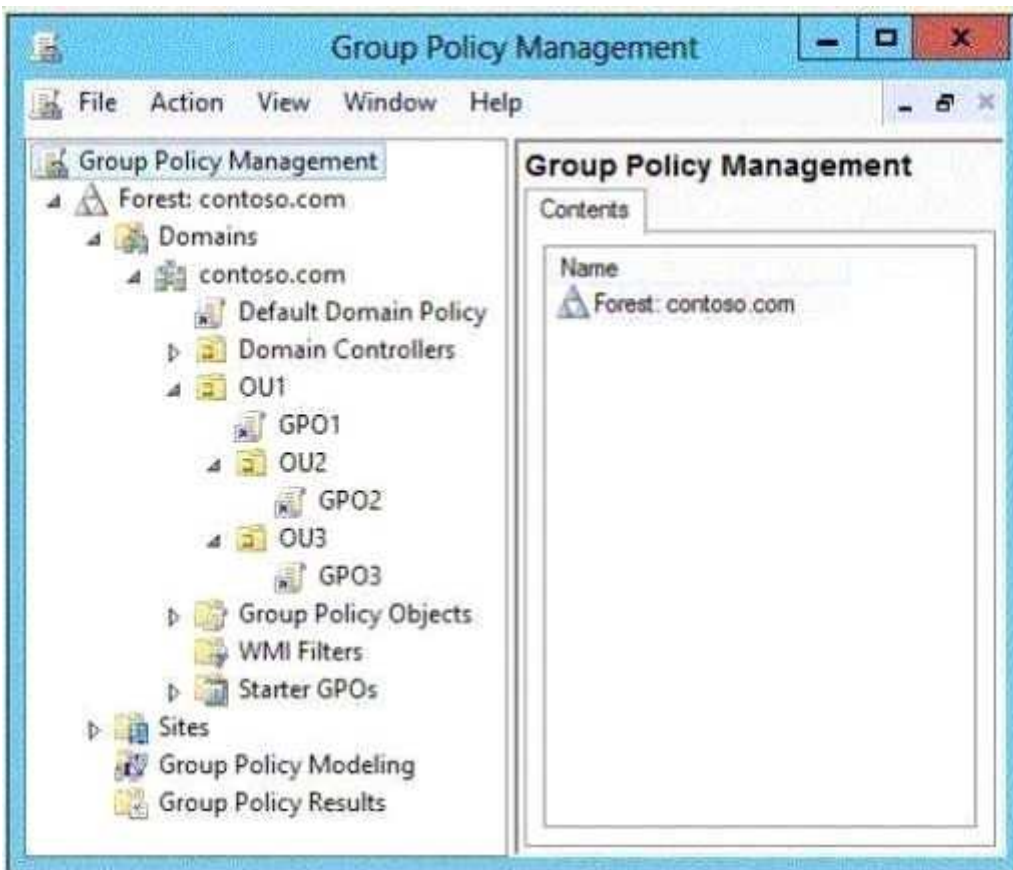 Group Policy Management
File Action View Window Help
Group Policy Management
Forest: contoso.com
Domains
contoso.com
Default Domain Policy
Domain Controllers
OU1
GPO1
OU2
GPO2
OU3
GPO3
Group Policy Objects
WMI Filters
Starter GPOs
Sites
Group Policy Modeling
Group Policy Results
Group Policy Management
Contents
Name
Forest: contoso.com